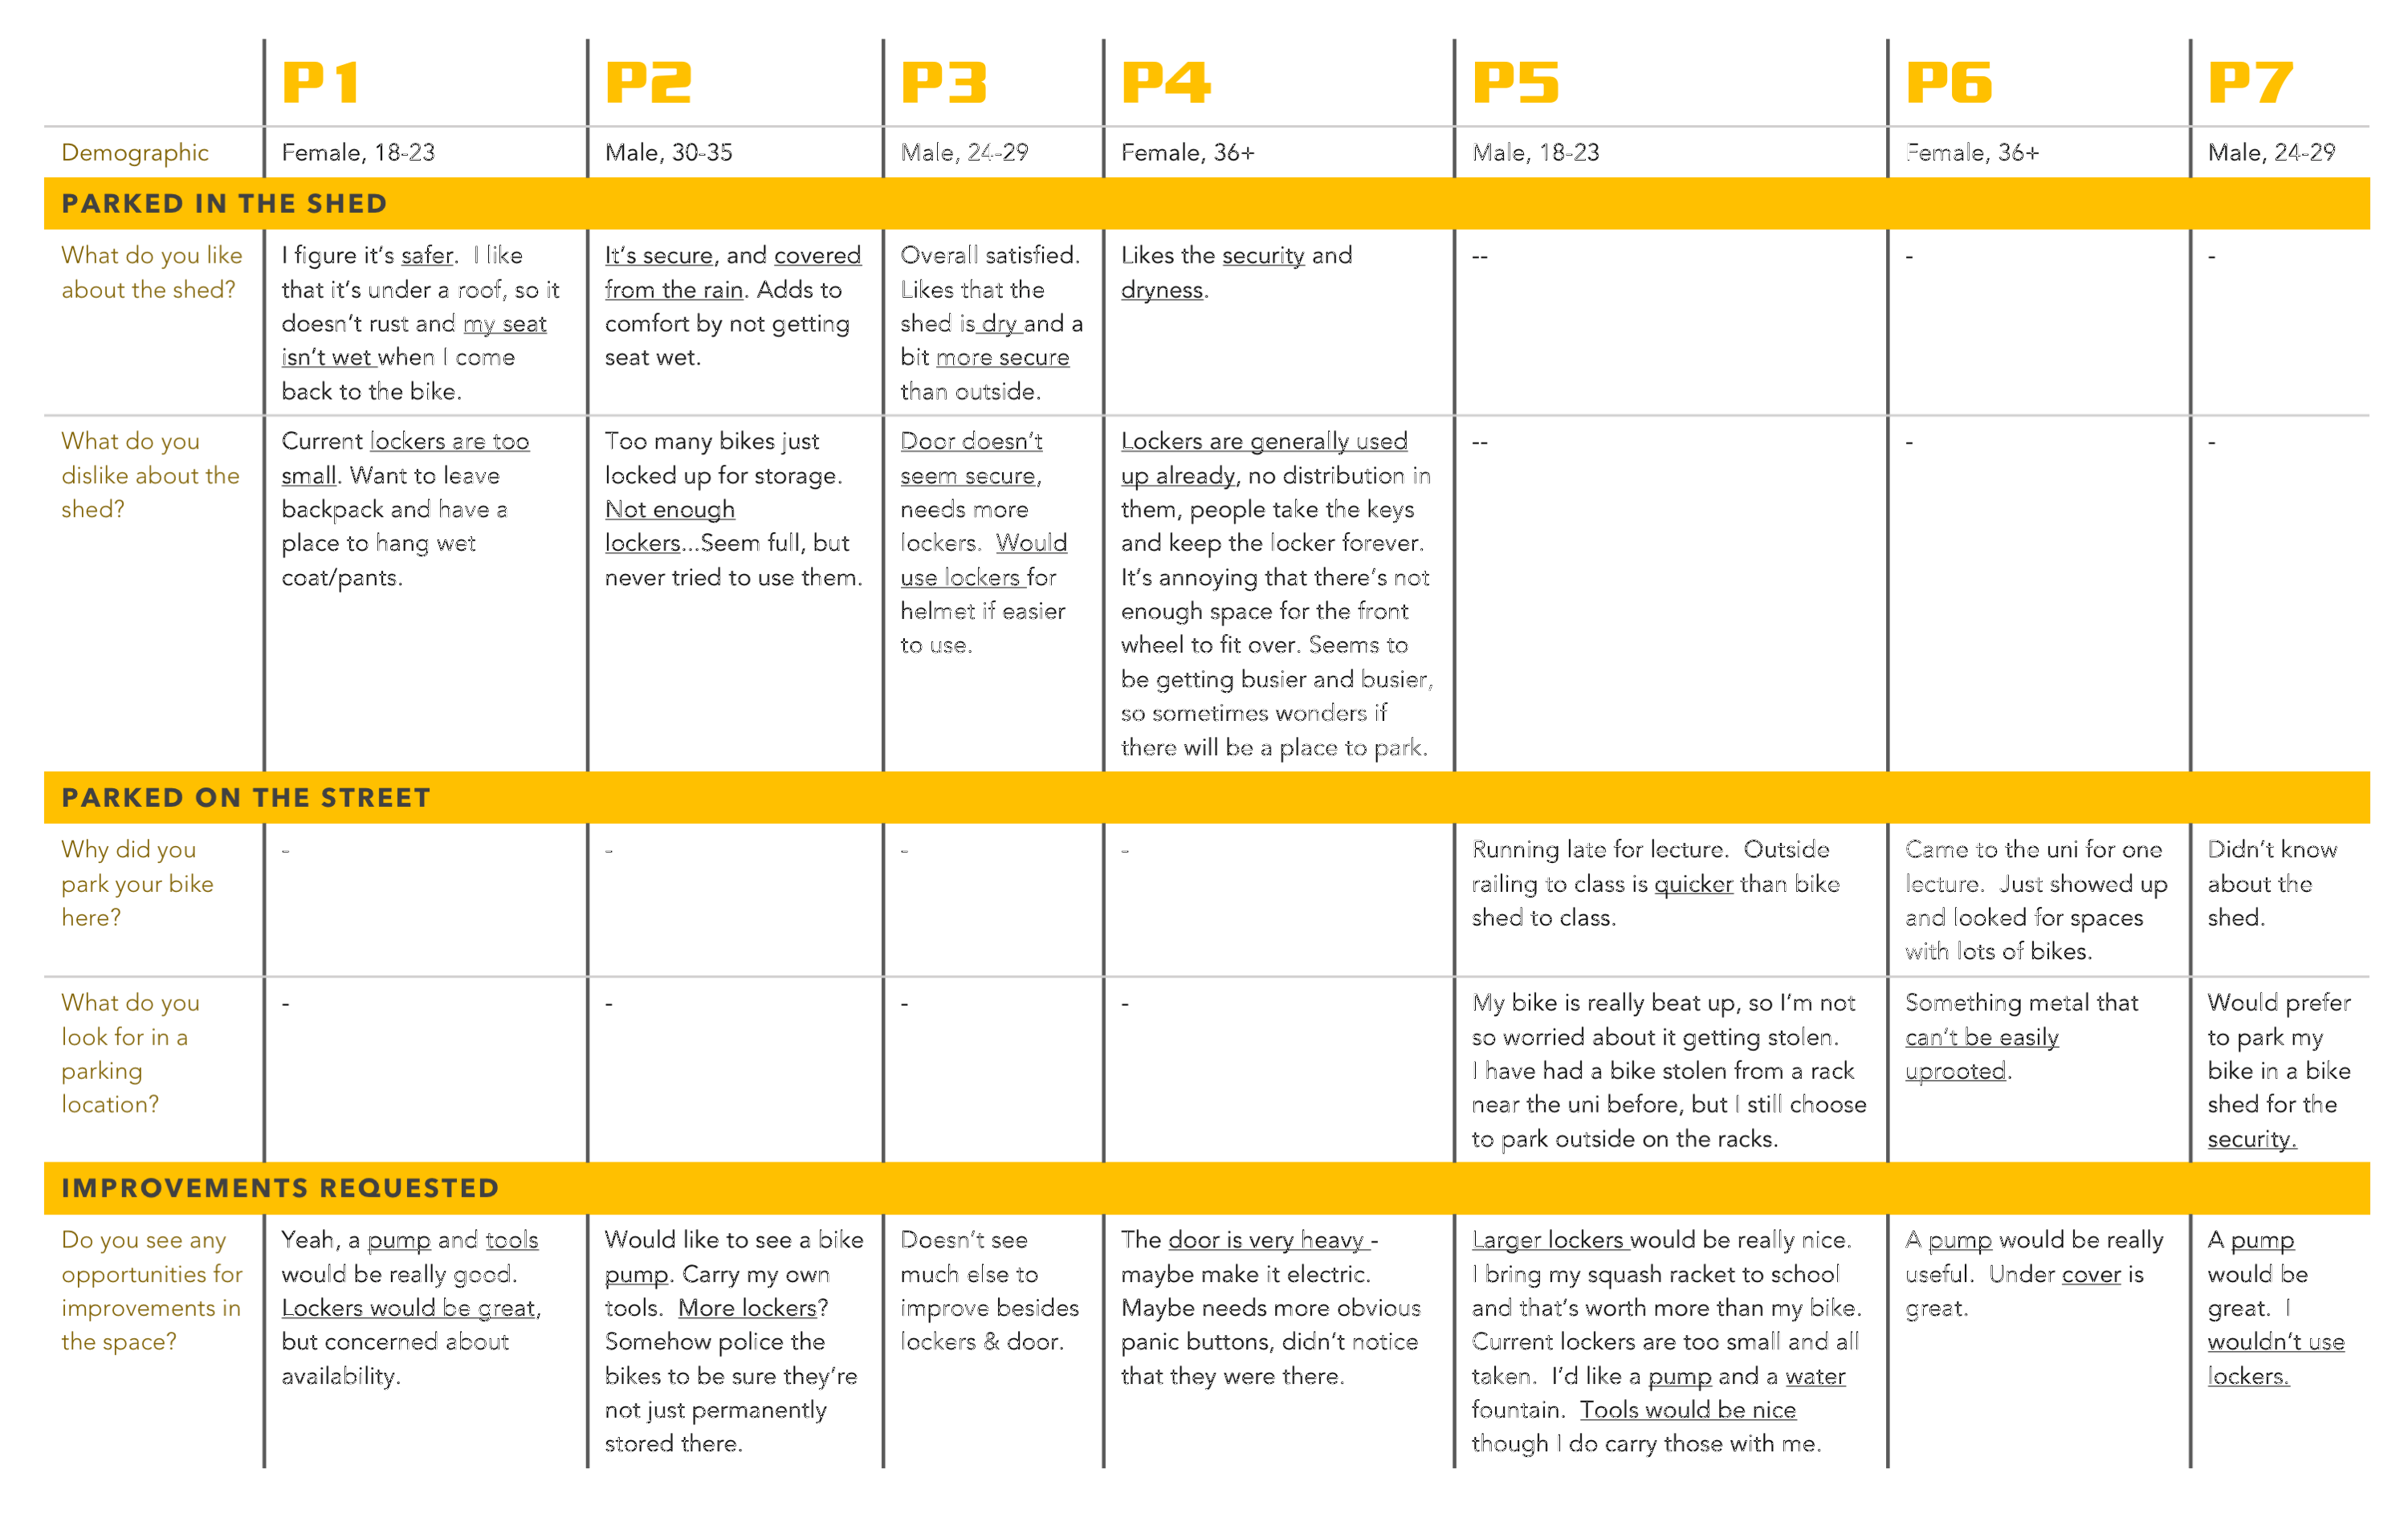 P1 P2 P3 P4 P5 P6 P7
Demographic
Female, 18-23
Male, 30-35
Male, 24-29
Female, 36+
Male, 18-23
Female, 36+
Male, 24-29
PARKED IN THE SHED
What do you like
about the shed?
I figure it's safer.  I like
that it's under a roof, so it
doesn't rust and my seat
isn't wet when I come
back to the bike.
It's secure, and covered
from the rain. Adds to
comfort by not getting
seat wet.
Overall satisfied.
Likes that the
shed is dry and a
bit more secure
than outside.
Likes the security and
dryness.
--
-
-
What do you
dislike about the
shed?
Current lockers are too
small. Want to leave
backpack and have a
place to hang wet
coat/pants.
Too many bikes just
locked up for storage.
Not enough
lockers...Seem full, but
never tried to use them.
Door doesn't
seem secure,
needs more
lockers.  Would
use lockers for
helmet if easier
to use.
Lockers are generally used
up already, no distribution in
them, people take the keys
and keep the locker forever.
It's annoying that there's not
enough space for the front
wheel to fit over. Seems to
be getting busier and busier,
so sometimes wonders if
there will be a place to park.
--
-
-
PARKED ON THE STREET
Why did you
park your bike
here?
-
-
-
-
Running late for lecture.  Outside
railing to class is quicker than bike
shed to class.
Came to the uni for one
lecture.  Just showed up
and looked for spaces
with lots of bikes.
Didn't know
about the
shed.
What do you
look for in a
parking
location?
-
-
-
-
My bike is really beat up, so I'm not
so worried about it getting stolen.
I have had a bike stolen from a rack
near the uni before, but I still choose
to park outside on the racks.
Something metal that
can't be easily
uprooted.
Would prefer
to park my
bike in a bike
shed for the
security.
IMPROVEMENTS REQUESTED
Do you see any
opportunities for
improvements in
the space?
Yeah, a pump and tools
would be really good.
Lockers would be great,
but concerned about
availability.
Would like to see a bike
pump. Carry my own
tools.  More lockers?
Somehow police the
bikes to be sure they're
not just permanently
stored there.
Doesn't see
much else to
improve besides
lockers & door.
The door is very heavy -
maybe make it electric.
Maybe needs more obvious
panic buttons, didn't notice
that they were there.
Larger lockers would be really nice.
I bring my squash racket to school
and that's worth more than my bike.
Current lockers are too small and all
taken.  I'd like a pump and a water
fountain.  Tools would be nice
though I do carry those with me.
A pump would be really
useful.  Under cover is
great.
A pump
would be
great.  I
wouldn't use
lockers.